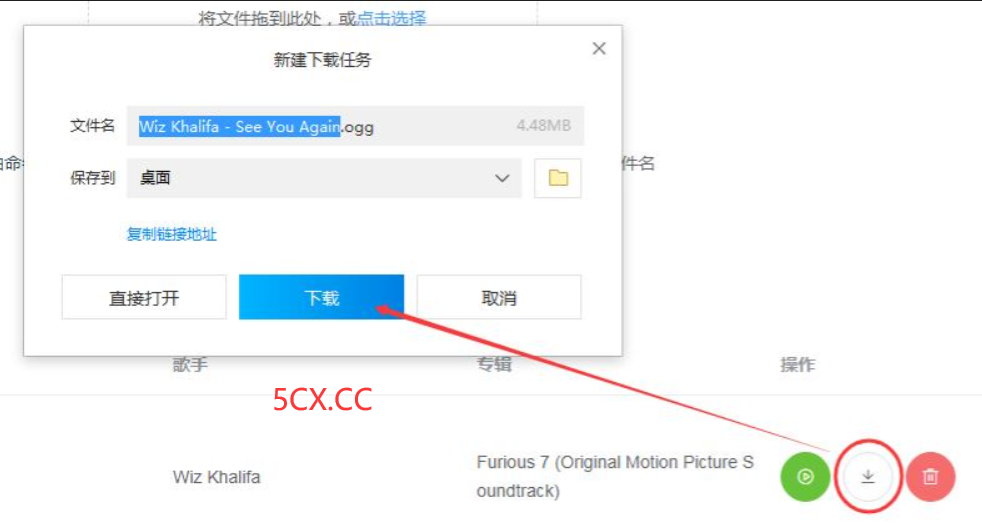 将文件拖到此处，或点击选择
新建下载任务
文件名
Wiz Khalifa - See You Again.ogg
4.48MB
件名
保存到
桌面
复制链接地址
直接打开
下载
取消
歌手
专辑
操作
5CX.CC
Wiz Khalifa
Furious 7 (Original Motion Picture S
oundtrack)